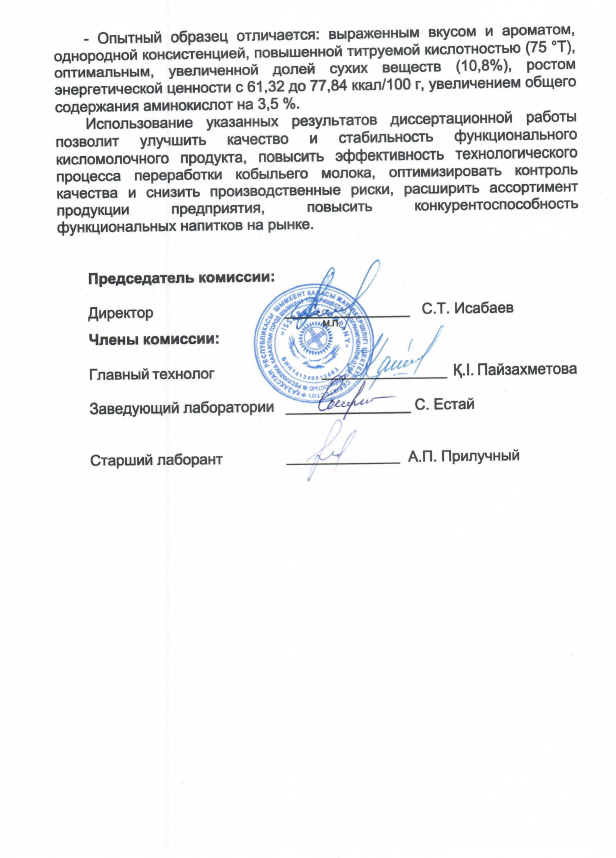 - Опытный образец отличается: выраженным вкусом и ароматом,
однородной консистенцией, повышенной титруемой кислотностью (75 °Т),
оптимальным, увеличенной долей сухих веществ (10,8%), ростом
энергетической ценности с 61,32 до 77,84 ккал/100 г, увеличением общего
содержания аминокислот на 3,5 %.
Использование указанных результатов диссертационной работы
позволит улучшить качество и стабильность функционального
кисломолочного продукта, повысить эффективность технологического
процесса переработки кобыльего молока, оптимизировать контроль
качества и снизить производственные риски, расширить ассортимент
продукции предприятия, повысить конкурентоспособность
функциональных напитков на рынке.
Председатель комиссии:
Директор С.Т. Исабаев
М.П.
Члены комиссии:
Главный технолог Қ.І. Пайзахметова
Заведующий лаборатории С. Естай
Старший лаборант А.П. Прилучный